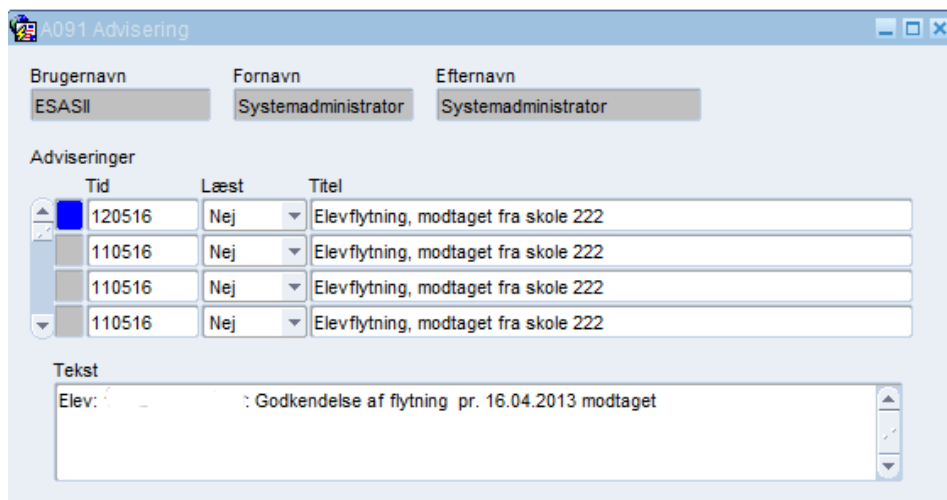 A091 Advisering
Brugernavn Fornavn Efternavn
ESASII Systemadministrator Systemadministrator
Adviseringer
Tid Læst Titel
120516 Nej Elevflytning, modtaget fra skole 222
110516 Nej Elevflytning, modtaget fra skole 222
110516 Nej Elevflytning, modtaget fra skole 222
110516 Nej Elevflytning, modtaget fra skole 222
Tekst
Elev: : Godkendelse af flytning pr. 16.04.2013 modtaget